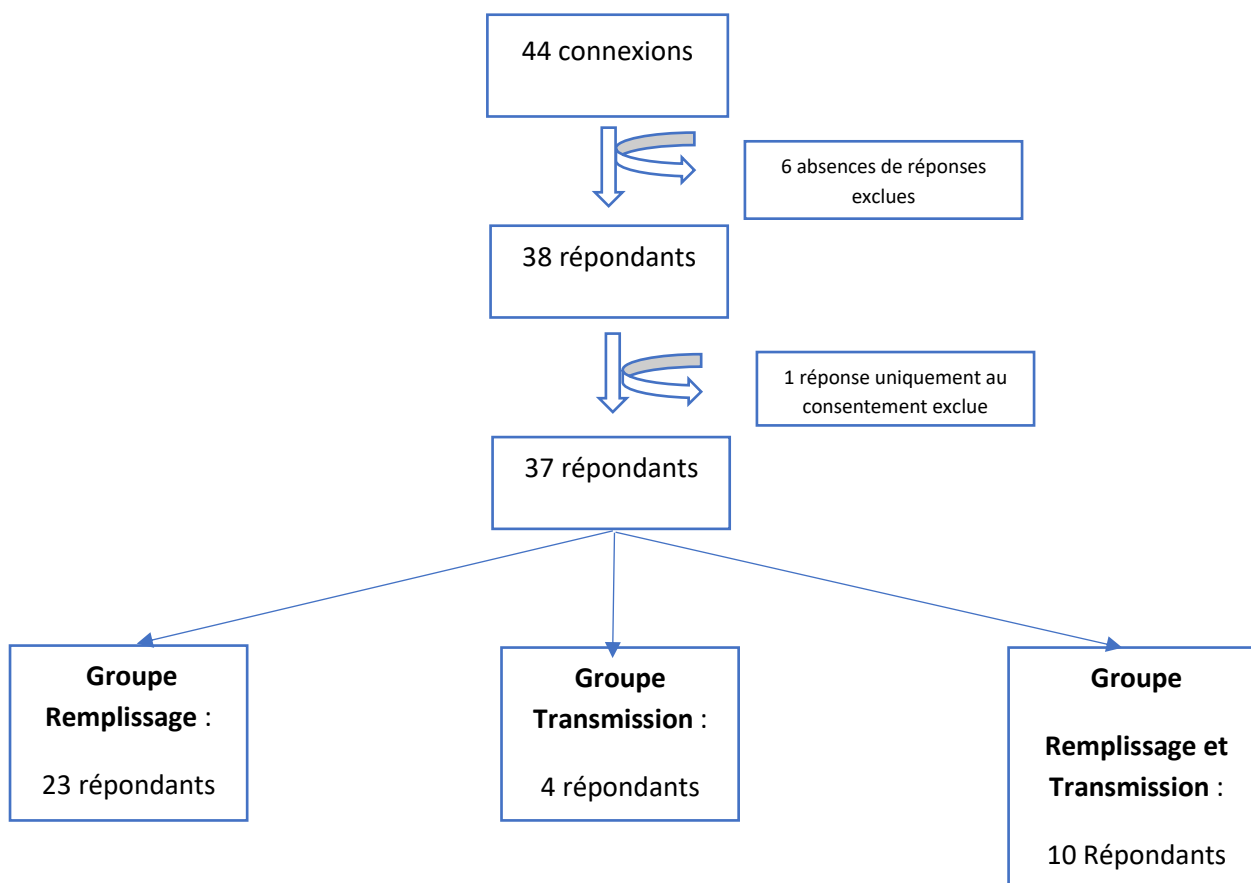 44 connexions
6 absences de réponses
exclues
38 répondants
1 réponse uniquement au
consentement exclue
37 répondants
Groupe
Remplissage :
23 répondants
Groupe
Transmission :
4 répondants
Groupe
Remplissage et
Transmission :
10 Répondants